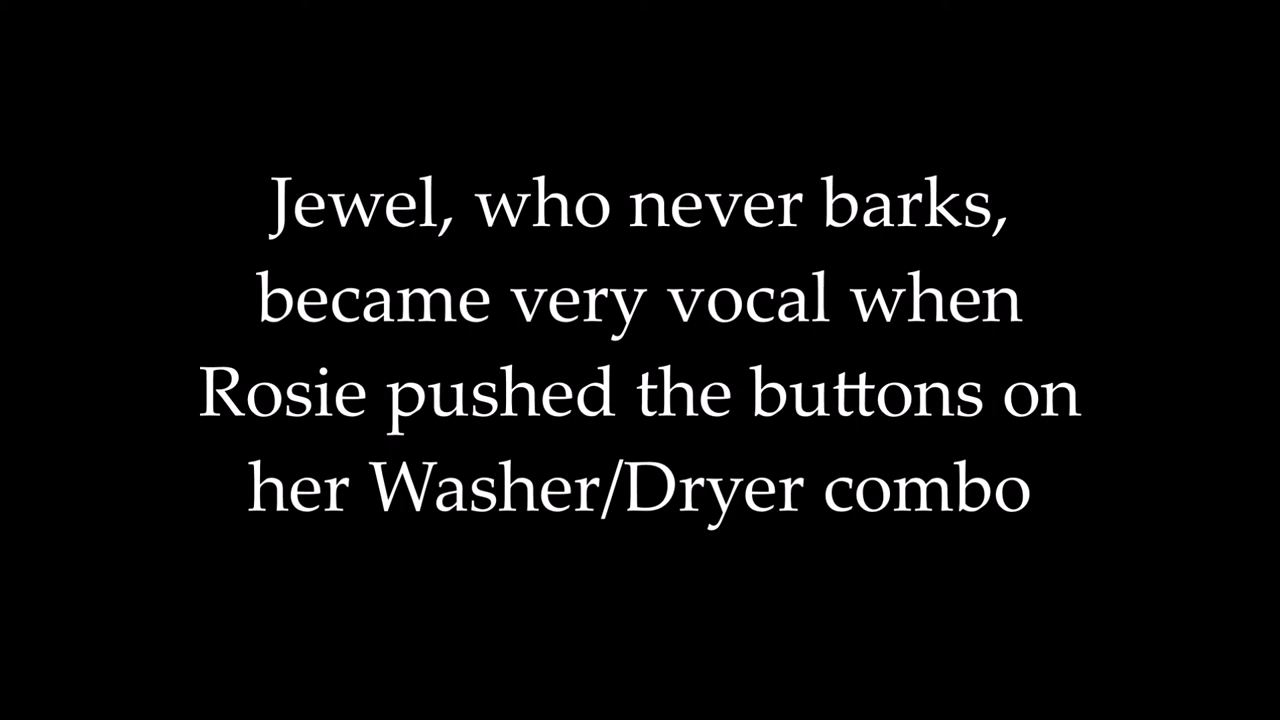 Jewel, who never barks,
became very vocal when
Rosie pushed the buttons on
her Washer/Dryer combo